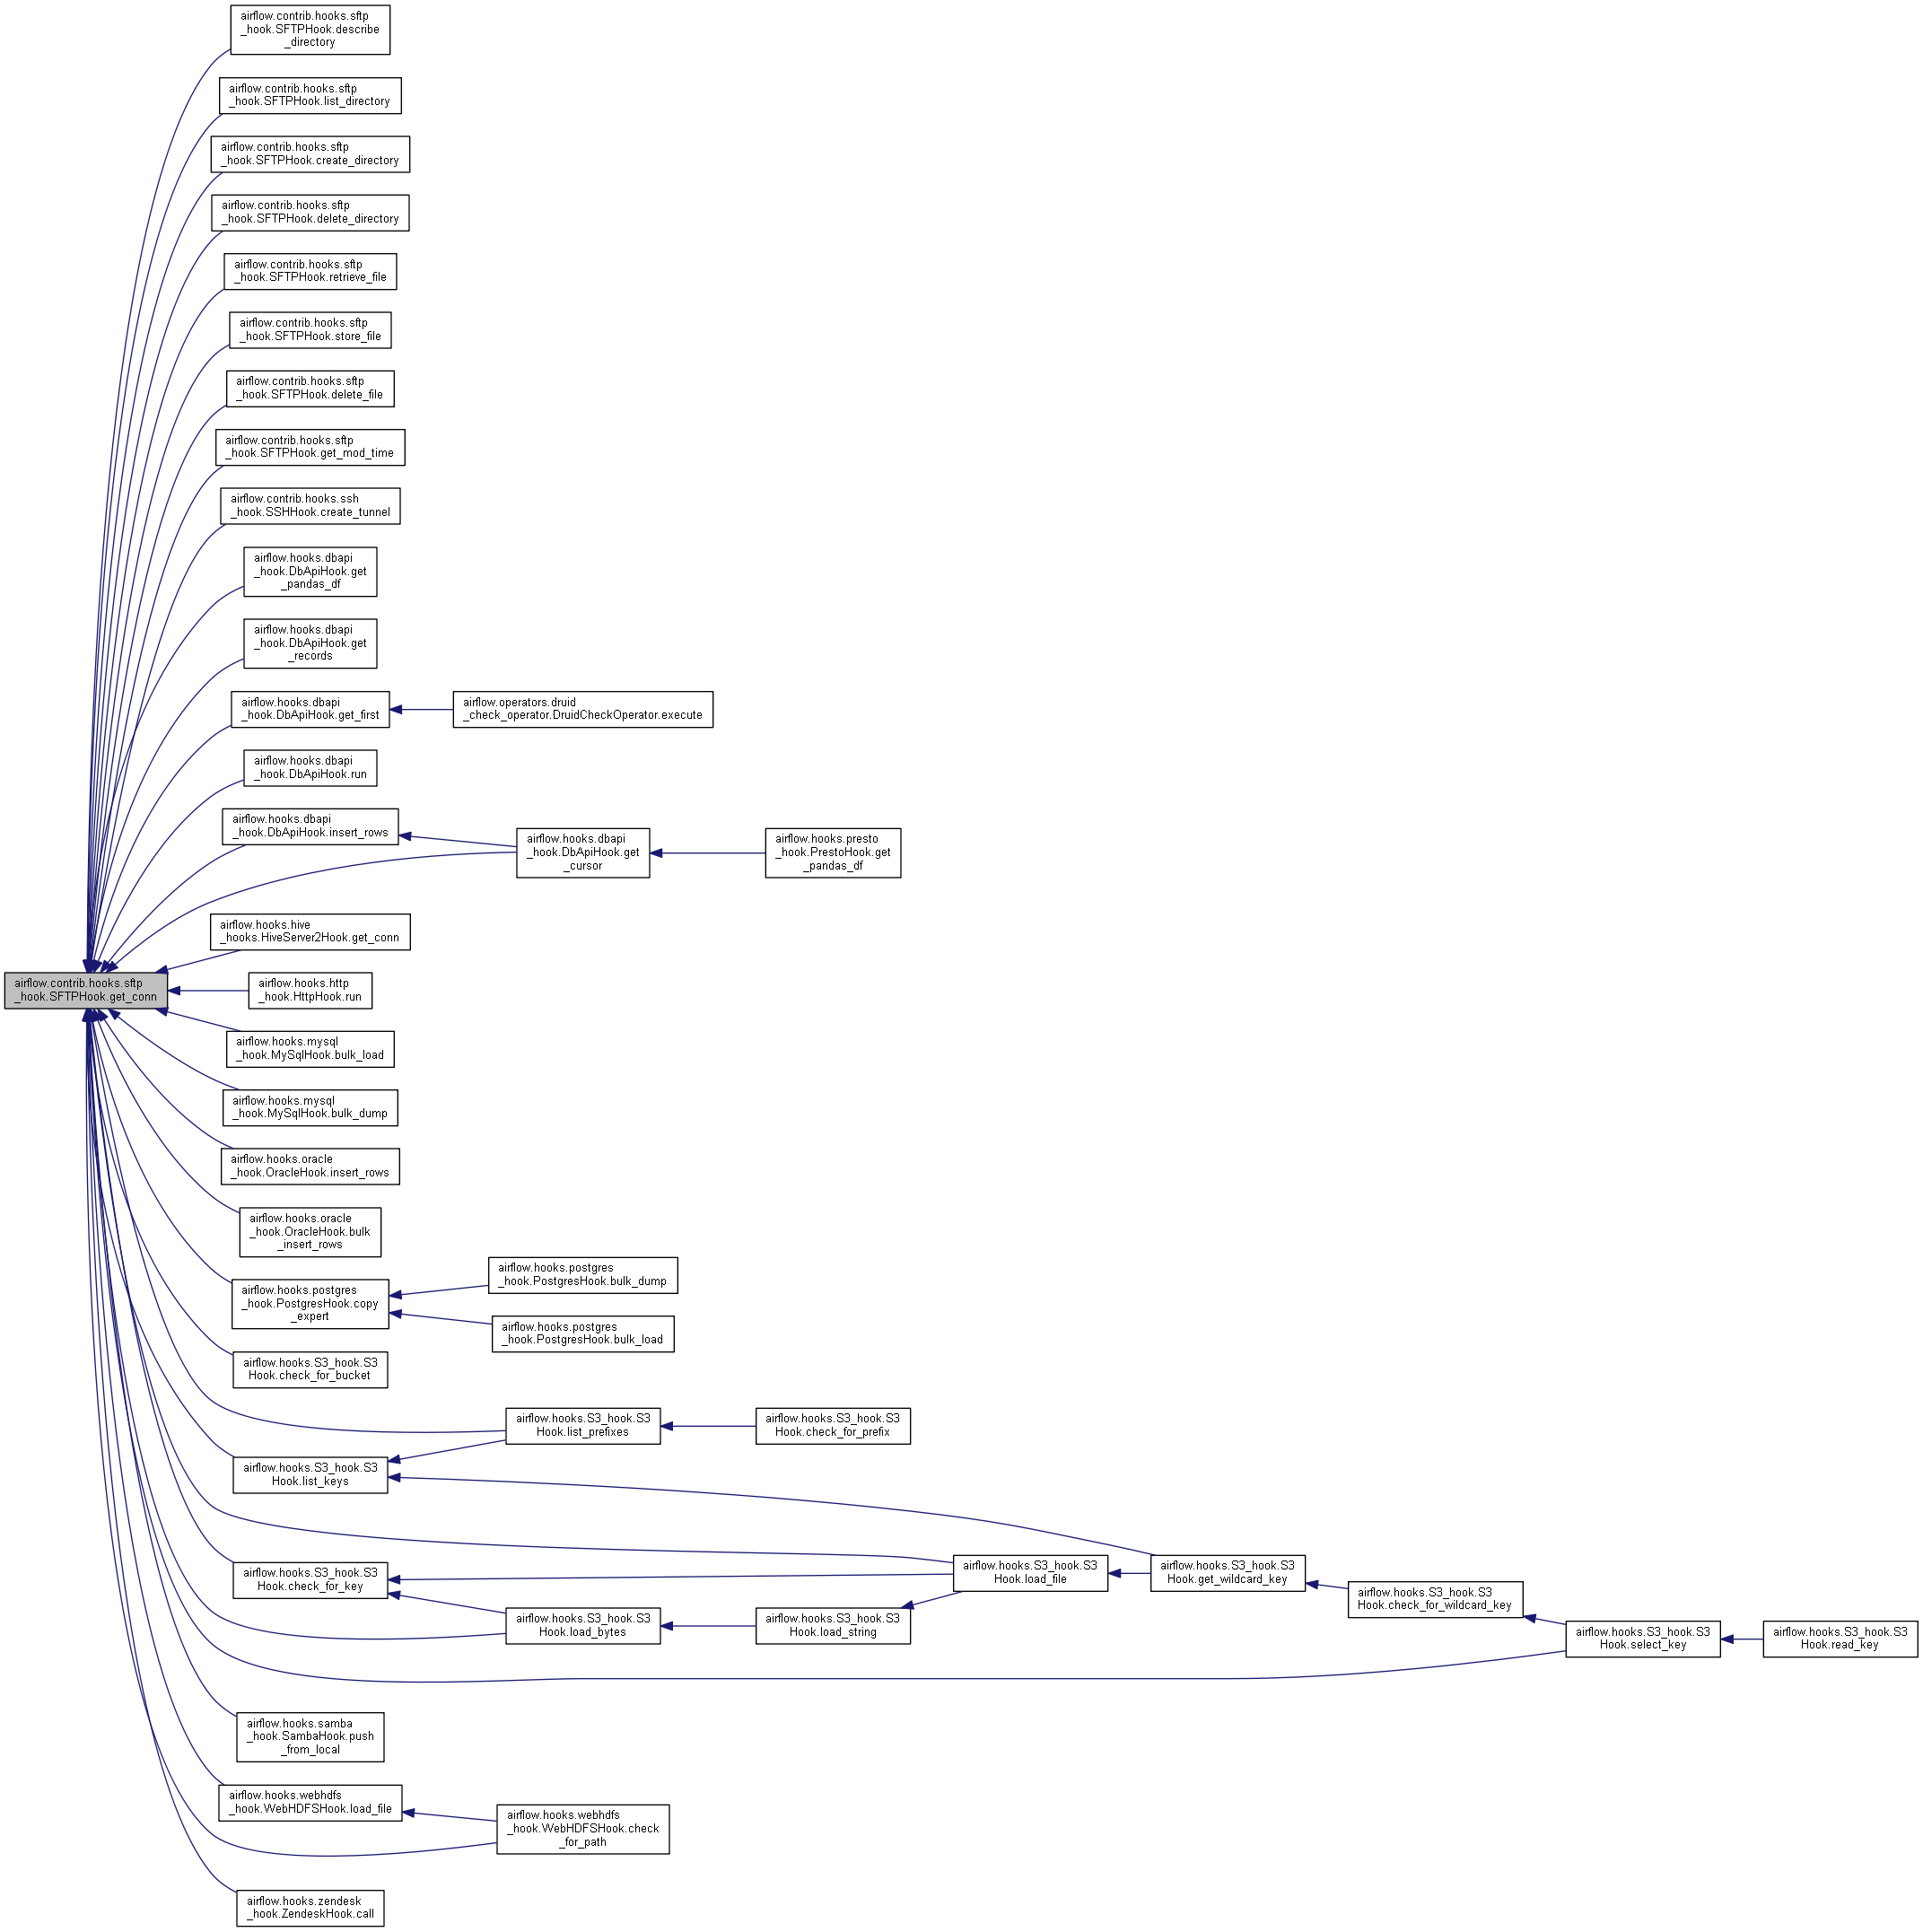 airflow.contrib.hooks.sftp
_hook.SFTPHook.describe
_directory
airflow.contrib.hooks.sftp
_hook.SFTPHook.list_directory
airflow.contrib.hooks.sftp
_hook.SFTPHook.create_directory
airflow.contrib.hooks.sftp
_hook.SFTPHook.delete_directory
airflow.contrib.hooks.sftp
_hook.SFTPHook.retrieve_file
airflow.contrib.hooks.sftp
_hook.SFTPHook.store_file
airflow.contrib.hooks.sftp
_hook.SFTPHook.delete_file
airflow.contrib.hooks.sftp
_hook.SFTPHook.get_mod_time
airflow.contrib.hooks.ssh
_hook.SSHHook.create_tunnel
airflow.hooks.dbapi
_hook.DbApiHook.get
_pandas_df
airflow.hooks.dbapi
_hook.DbApiHook.get
_records
airflow.hooks.dbapi
_hook.DbApiHook.get_first
airflow.operators.druid
_check_operator.DruidCheckOperator.execute
airflow.hooks.dbapi
_hook.DbApiHook.run
airflow.hooks.dbapi
_hook.DbApiHook.insert_rows
airflow.hooks.dbapi
_hook.DbApiHook.get
_cursor
airflow.hooks.presto
_hook.PrestoHook.get
_pandas_df
airflow.hooks.hive
_hooks.HiveServer2Hook.get_conn
airflow.contrib.hooks.sftp
_hook.SFTPHook.get_conn
airflow.hooks.http
_hook.HttpHook.run
airflow.hooks.mysql
_hook.MySqlHook.bulk_load
airflow.hooks.mysql
_hook.MySqlHook.bulk_dump
airflow.hooks.oracle
_hook.OracleHook.insert_rows
airflow.hooks.oracle
_hook.OracleHook.bulk
_insert_rows
airflow.hooks.postgres
_hook.PostgresHook.copy
_expert
airflow.hooks.postgres
_hook.PostgresHook.bulk_dump
airflow.hooks.postgres
_hook.PostgresHook.bulk_load
airflow.hooks.S3_hook.S3
Hook.check_for_bucket
airflow.hooks.S3_hook.S3
Hook.list_prefixes
airflow.hooks.S3_hook.S3
Hook.check_for_prefix
airflow.hooks.S3_hook.S3
Hook.list_keys
airflow.hooks.S3_hook.S3
Hook.check_for_key
airflow.hooks.S3_hook.S3
Hook.load_file
airflow.hooks.S3_hook.S3
Hook.get_wildcard_key
airflow.hooks.S3_hook.S3
Hook.check_for_wildcard_key
airflow.hooks.S3_hook.S3
Hook.load_bytes
airflow.hooks.S3_hook.S3
Hook.load_string
airflow.hooks.S3_hook.S3
Hook.select_key
airflow.hooks.S3_hook.S3
Hook.read_key
airflow.hooks.samba
_hook.SambaHook.push
_from_local
airflow.hooks.webhdfs
_hook.WebHDFSHook.load_file
airflow.hooks.webhdfs
_hook.WebHDFSHook.check
_for_path
airflow.hooks.zendesk
_hook.ZendeskHook.call